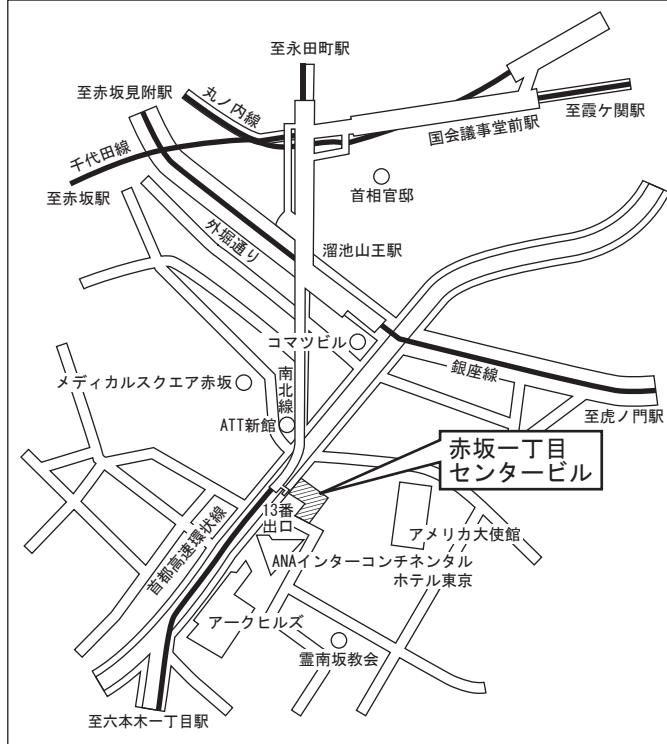 至永田町駅
至赤坂見附駅
丸ノ内線
至霞ケ関駅
国会議事堂前駅
千代田線
至赤坂駅
首相官邸
外堀通り
溜池山王駅
コマツビル
銀座線
南北線
メディカルスクエア赤坂
至虎ノ門駅
ATT新館
赤坂一丁目
センタービル
13番
出口
アメリカ大使館
首都高速環状線
ANAインターコンチネンタル
ホテル東京
アークヒルズ
霊南坂教会
至六本木一丁目駅